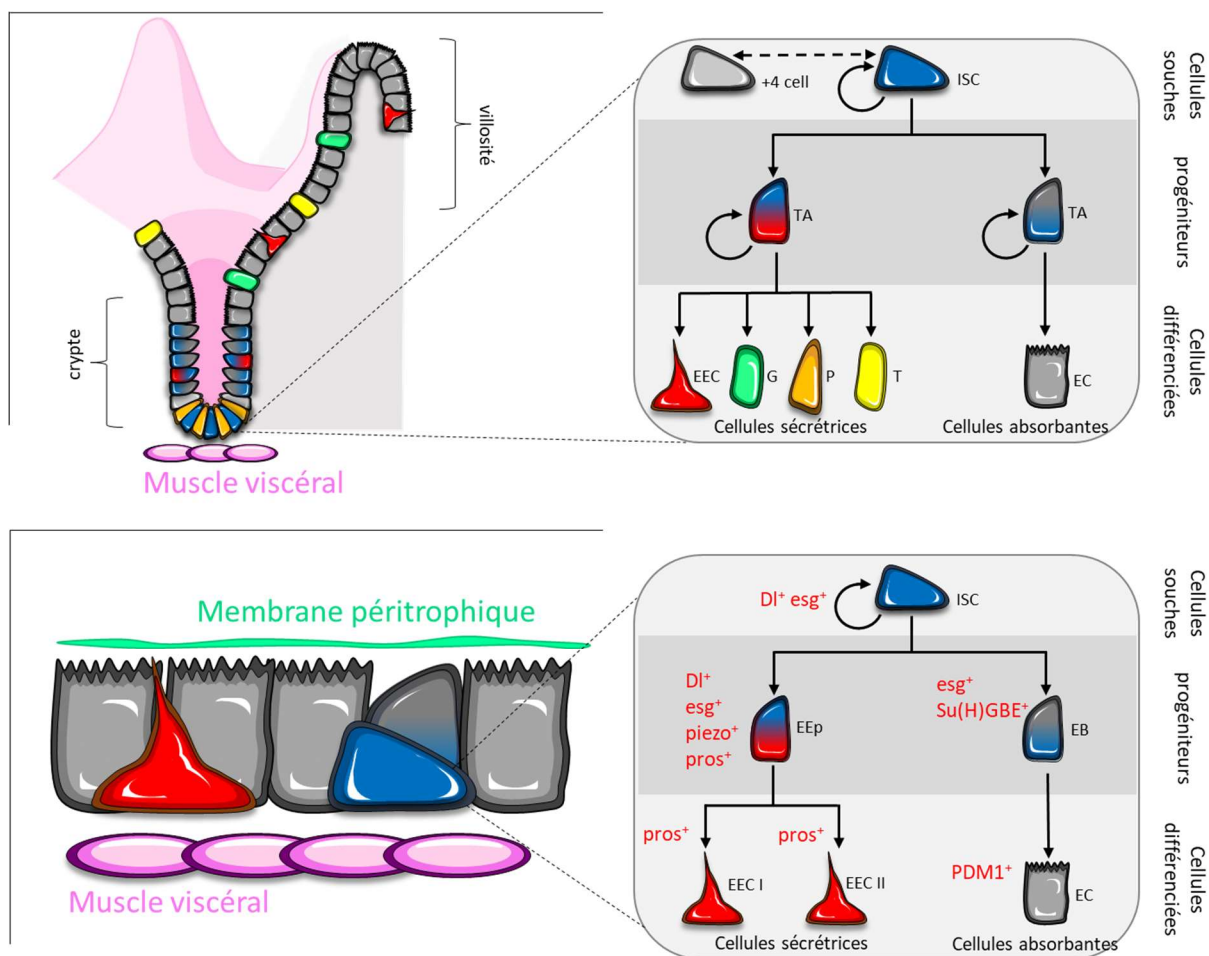 villosité
crypte
Muscle viscéral
+4 cell
ISC
Cellules
souches
TA
TA
progéniteurs
EEC
G
P
T
EC
Cellules
différenciées
Cellules sécrétrices
Cellules absorbantes
Membrane péritrophique
Muscle viscéral
Dl⁺ esg⁺
ISC
Cellules
souches
Dl⁺
esg⁺
piezo⁺
pros⁺
EEp
esg⁺
Su(H)GBE⁺
EB
progéniteurs
pros⁺
pros⁺
EEC I
EEC II
PDM1⁺
EC
Cellules
différenciées
Cellules sécrétrices
Cellules absorbantes